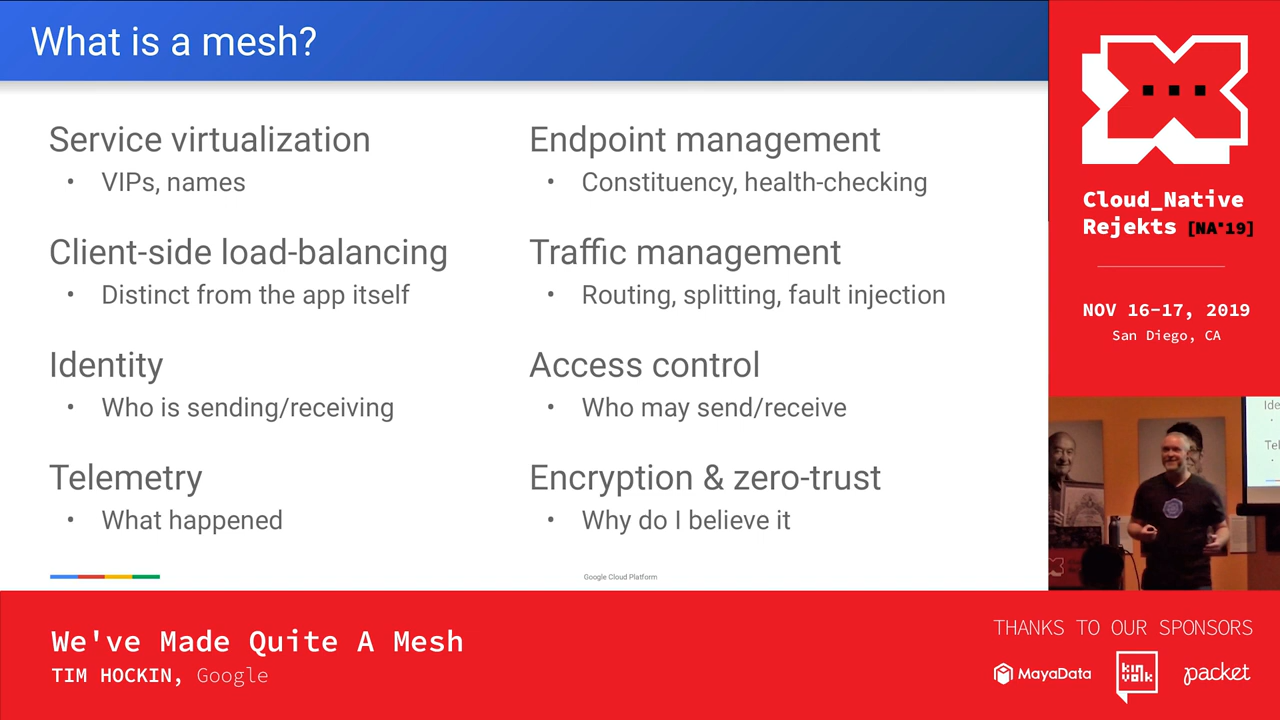 What is a mesh?
Service virtualization
• VIPs, names
Client-side load-balancing
• Distinct from the app itself
Identity
• Who is sending/receiving
Telemetry
• What happened
Endpoint management
• Constituency, health-checking
Traffic management
• Routing, splitting, fault injection
Access control
• Who may send/receive
Encryption & zero-trust
• Why do I believe it
Google Cloud Platform
Cloud_Native
Rejekts [NA'19]
NOV 16-17, 2019
San Diego, CA
Ide
Tel
We've Made Quite A Mesh
TIM HOCKIN, Google
THANKS TO OUR SPONSORS
MayaData
kinvolk
packet